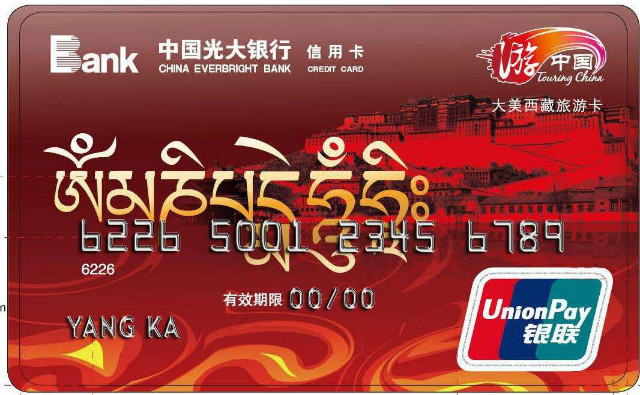 Bank 中国光大银行 信用卡
CHINA EVERBRIGHT BANK CREDIT CARD
游 中国
Touring China
大美西藏旅游卡
ཨོཾམཎིཔདྨེཧཱུྃཧྲཱིཿ
6226 5001 2345 6789
6226
有效期限 00/00
YANG KA
UnionPay
银联